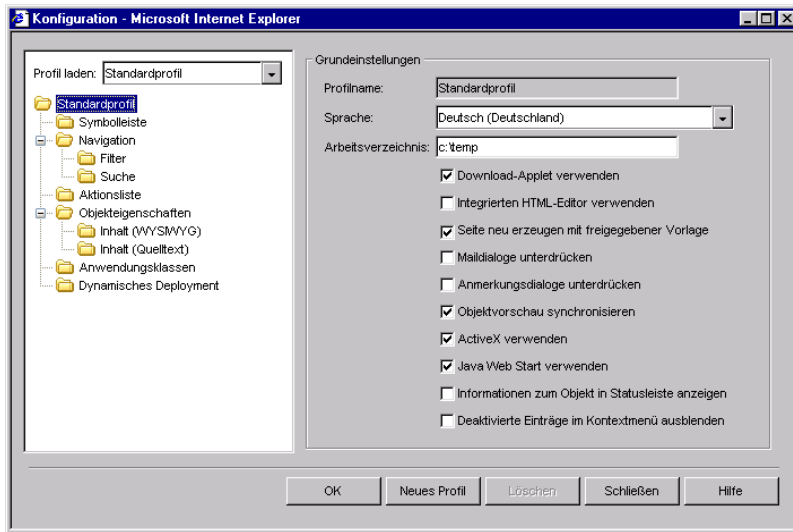 Konfiguration - Microsoft Internet Explorer
Profil laden: Standardprofil
Standardprofil
Symbolleiste
Navigation
Filter
Suche
Aktionsliste
Objekteigenschaften
Inhalt (WYSIWYG)
Inhalt (Quelltext)
Anwendungsklassen
Dynamisches Deployment
Grundeinstellungen
Profilname: Standardprofil
Sprache: Deutsch (Deutschland)
Arbeitsverzeichnis: c:\temp
Download-Applet verwenden
Integrierten HTML-Editor verwenden
Seite neu erzeugen mit freigegebener Vorlage
Maildialoge unterdrücken
Anmerkungsdialoge unterdrücken
Objektvorschau synchronisieren
ActiveX verwenden
Java Web Start verwenden
Informationen zum Objekt in Statusleiste anzeigen
Deaktivierte Einträge im Kontextmenü ausblenden
OK Neues Profil Löschen Schließen Hilfe